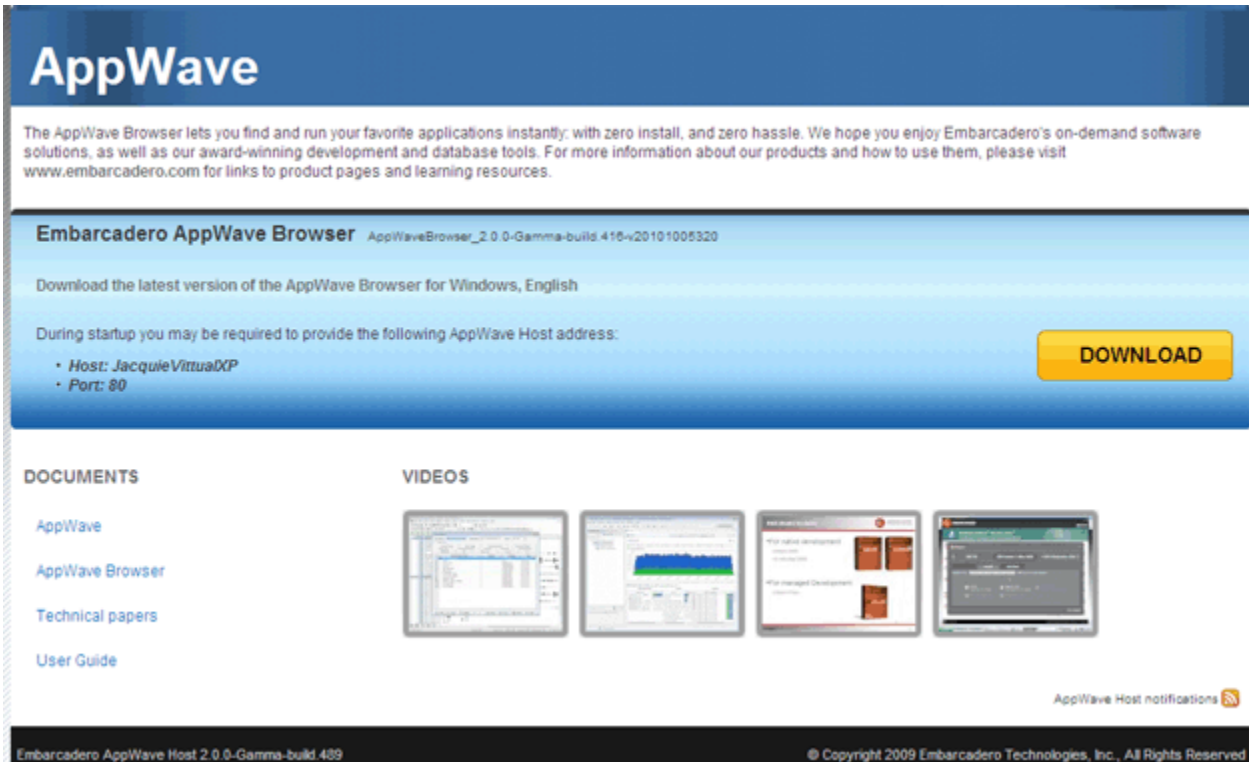 AppWave
The AppWave Browser lets you find and run your favorite applications instantly: with zero install, and zero hassle. We hope you enjoy Embarcadero's on-demand software
solutions, as well as our award-winning development and database tools. For more information about our products and how to use them, please visit
www.embarcadero.com for links to product pages and learning resources.
Embarcadero AppWave Browser AppWaveBrowser_2.0.0-Gamma-build.416-v20101005320
Download the latest version of the AppWave Browser for Windows, English
During startup you may be required to provide the following AppWave Host address:
• Host: JacquieVittualXP
• Port: 80
DOWNLOAD
DOCUMENTS
VIDEOS
AppWave
AppWave Browser
Technical papers
User Guide
•For native development
•For managed Development
AppWave Host notifications
Embarcadero AppWave Host 2.0.0-Gamma-build.489
© Copyright 2009 Embarcadero Technologies, Inc., All Rights Reserved